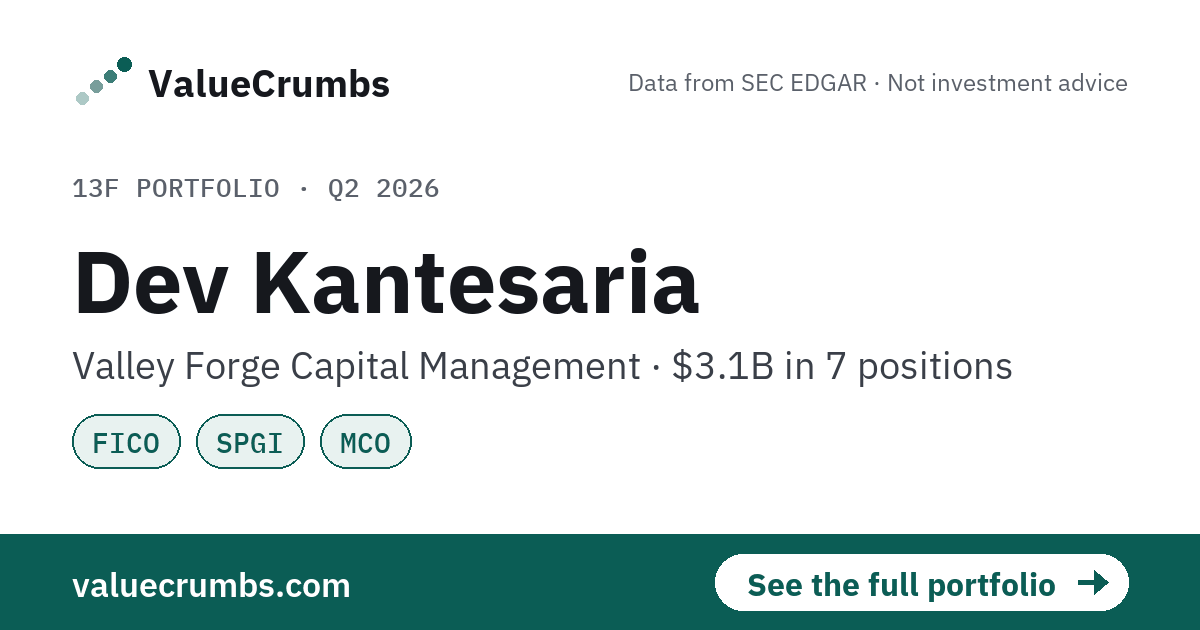 ValueCrumbs
Data from SEC EDGAR · Not investment advice
13F PORTFOLIO · Q2 2026
Dev Kantesaria
Valley Forge Capital Management · $3.1B in 7 positions
FICO SPGI MCO
valuecrumbs.com
See the full portfolio →